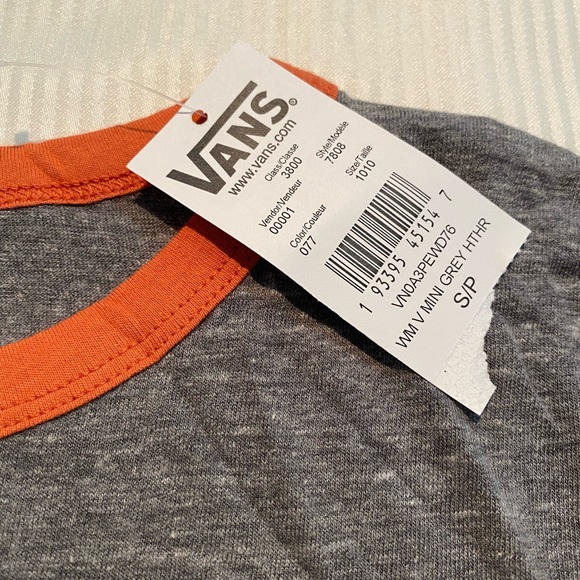 VANS®
www.vans.com
Class/Classe
3800
Style/Modèle
7808
Vendor/Vendeur
00001
Size/Taille
1010
Color/Couleur
077
1 93395 45154 7
VN0A3PEWD76
WM V MINI GREY HTHR
S/P